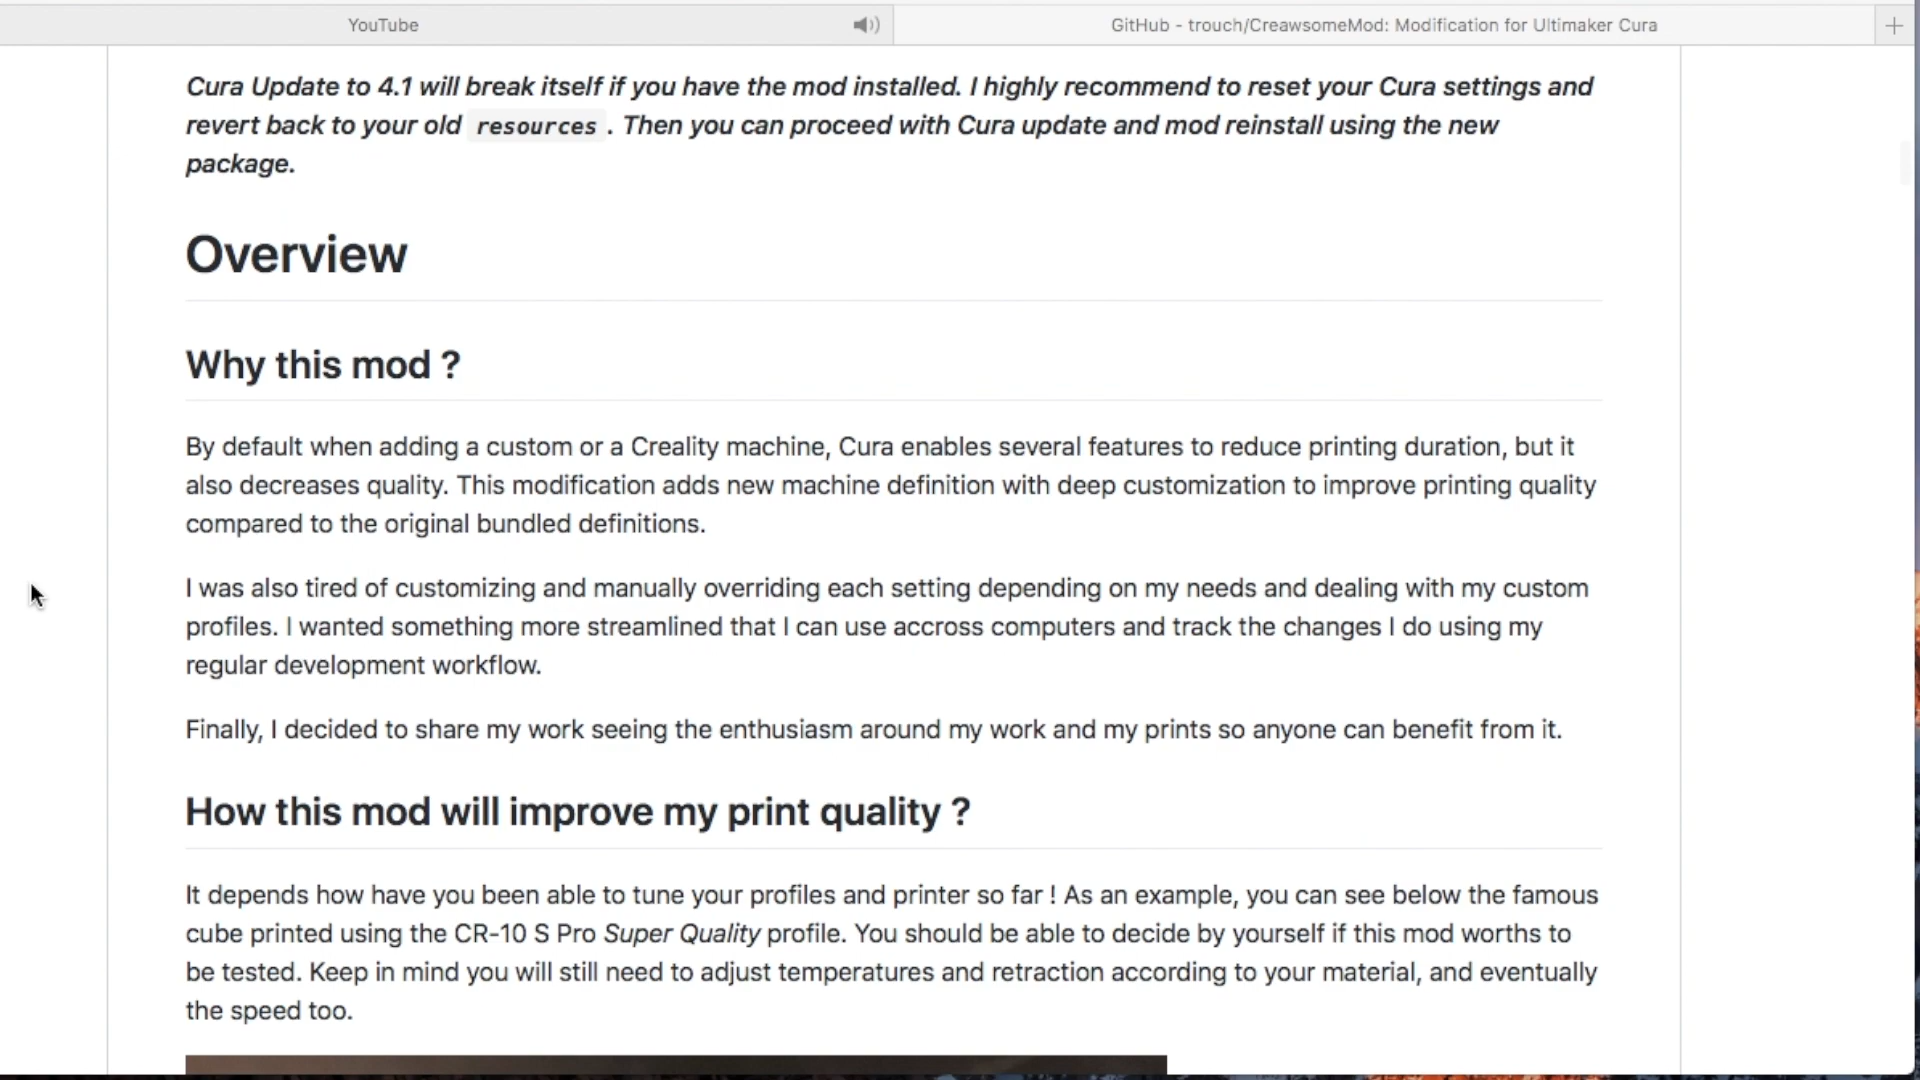 YouTube
GitHub - trouch/CreawsomeMod: Modification for Ultimaker Cura
Cura Update to 4.1 will break itself if you have the mod installed. I highly recommend to reset your Cura settings and
revert back to your old resources . Then you can proceed with Cura update and mod reinstall using the new
package.
Overview
Why this mod ?
By default when adding a custom or a Creality machine, Cura enables several features to reduce printing duration, but it
also decreases quality. This modification adds new machine definition with deep customization to improve printing quality
compared to the original bundled definitions.
I was also tired of customizing and manually overriding each setting depending on my needs and dealing with my custom
profiles. I wanted something more streamlined that I can use accross computers and track the changes I do using my
regular development workflow.
Finally, I decided to share my work seeing the enthusiasm around my work and my prints so anyone can benefit from it.
How this mod will improve my print quality ?
It depends how have you been able to tune your profiles and printer so far ! As an example, you can see below the famous
cube printed using the CR-10 S Pro Super Quality profile. You should be able to decide by yourself if this mod worths to
be tested. Keep in mind you will still need to adjust temperatures and retraction according to your material, and eventually
the speed too.